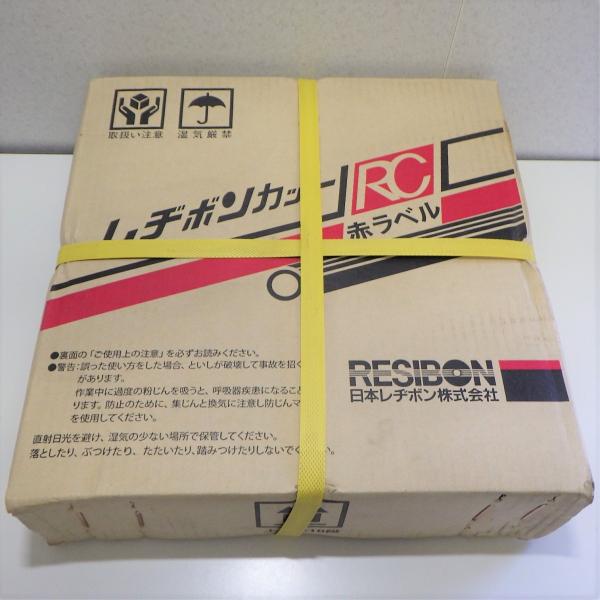 取扱い注意 湿気厳禁
レヂボンカッ
RC
赤ラベル
●裏面の「ご使用上の注意」を必ずお読みください。
●警告：誤った使い方をした場合、といしが破壊して事故を招く
があります。
作業中に過度の粉じんを吸うと、呼吸器疾患になること
ります。防止のために、集じんと換気に注意し防じんマ
を使用してください。
直射日光を避け、湿気の少ない場所で保管してください。
落としたり、ぶつけたり、たたいたり、踏みつけたりしないでく　さい。
RESIBON
日本レヂボン株式会社